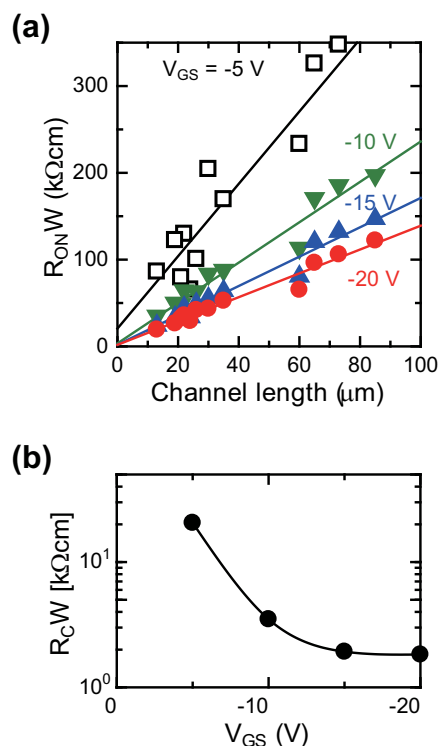 (a)
300
200
100
0
R_ON W (kΩcm)
V_GS = -5 V
-10 V
-15 V
-20 V
0 20 40 60 80 100
Channel length (μm)
(b)
10^1
10^0
R_C W [kΩcm]
0 -10 -20
V_GS (V)